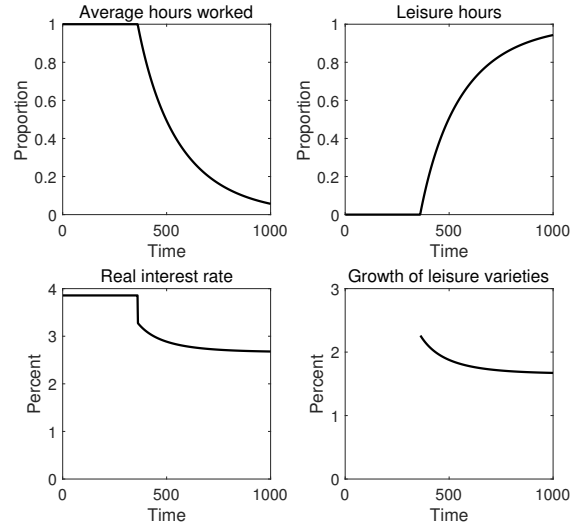 Average hours worked
1
0.8
0.6
0.4
0.2
0
Proportion
0 500 1000
Time
Leisure hours
1
0.8
0.6
0.4
0.2
0
Proportion
0 500 1000
Time
Real interest rate
4
3
2
1
0
Percent
0 500 1000
Time
Growth of leisure varieties
3
2
1
0
Percent
0 500 1000
Time